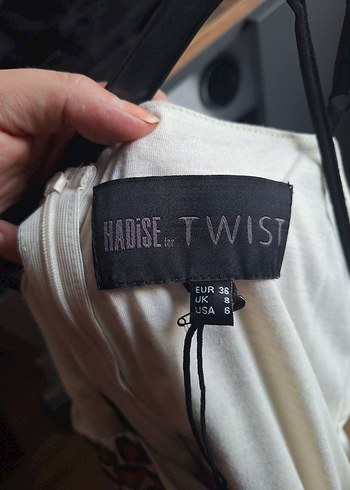 HADiSE for TWIST
EUR 36
UK 8
USA 6